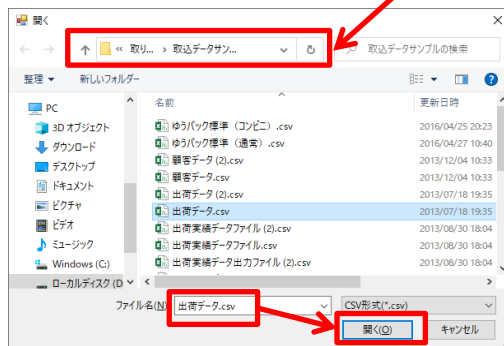 開く
« 取り... › 取込データサン...
取込データサンプルの検索
整理 新しいフォルダー
名前 更新日時
PC
3D オブジェクト
ダウンロード
デスクトップ
ドキュメント
ピクチャ
ビデオ
ミュージック
Windows (C:)
ローカルディスク (D
ゆうパック標準（コンビニ）.csv 2016/04/25 20:23
ゆうパック標準（通常）.csv 2016/04/27 10:40
顧客データ (2).csv 2013/12/04 10:33
顧客データ.csv 2013/12/04 10:33
出荷データ (2).csv 2013/07/18 19:35
出荷データ.csv 2013/07/18 19:35
出荷実績データファイル (2).csv 2013/08/30 18:04
出荷実績データファイル.csv 2013/08/30 18:04
出荷実績データ出力ファイル (2).csv 2013/08/30 18:04
ファイル名(N): 出荷データ.csv
CSV形式(*.csv)
開く(O) キャンセル